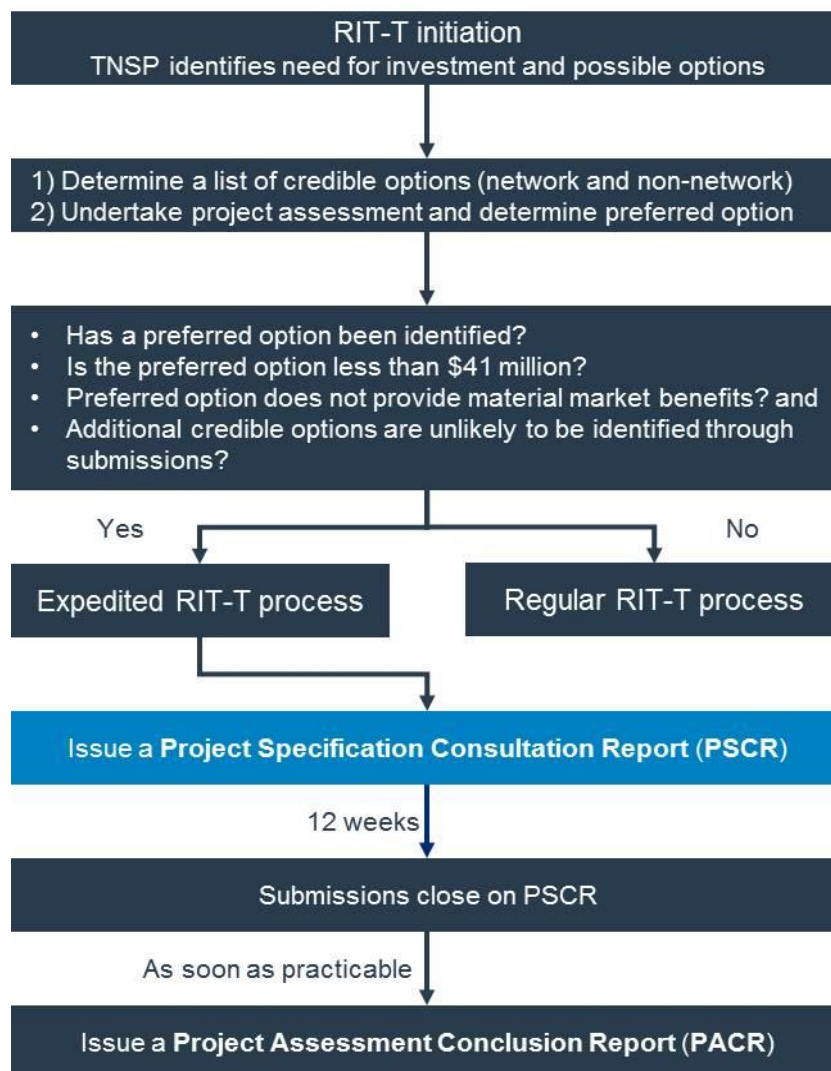 RIT-T initiation
TNSP identifies need for investment and possible options
1) Determine a list of credible options (network and non-network)
2) Undertake project assessment and determine preferred option
• Has a preferred option been identified?
• Is the preferred option less than $41 million?
• Preferred option does not provide material market benefits? and
• Additional credible options are unlikely to be identified through
submissions?
Yes
No
Expedited RIT-T process
Regular RIT-T process
Issue a Project Specification Consultation Report (PSCR)
12 weeks
Submissions close on PSCR
As soon as practicable
Issue a Project Assessment Conclusion Report (PACR)